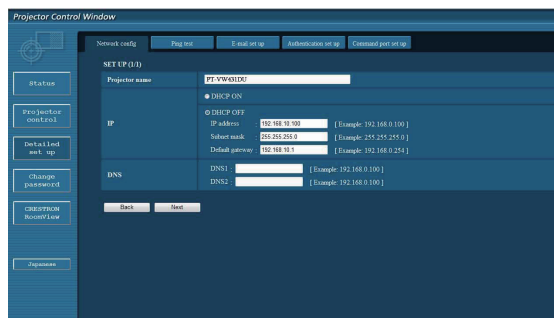 Projector Control Window
Network config
Ping test
E-mail set up
Authentication set up
Command port set up
Status
Projector control
Detailed set up
Change password
CRESTRON RoomView
Japanese
SET UP (1/1)
Projector name
PT-VW431DU
IP
DHCP ON
DHCP OFF
IP address : 192.168.10.100 [ Example: 192.168.0.100 ]
Subnet mask : 255.255.255.0 [ Example: 255.255.255.0 ]
Default gateway : 192.168.10.1 [ Example: 192.168.0.254 ]
DNS
DNS1 : [ Example: 192.168.0.100 ]
DNS2 : [ Example: 192.168.0.100 ]
Back
Next